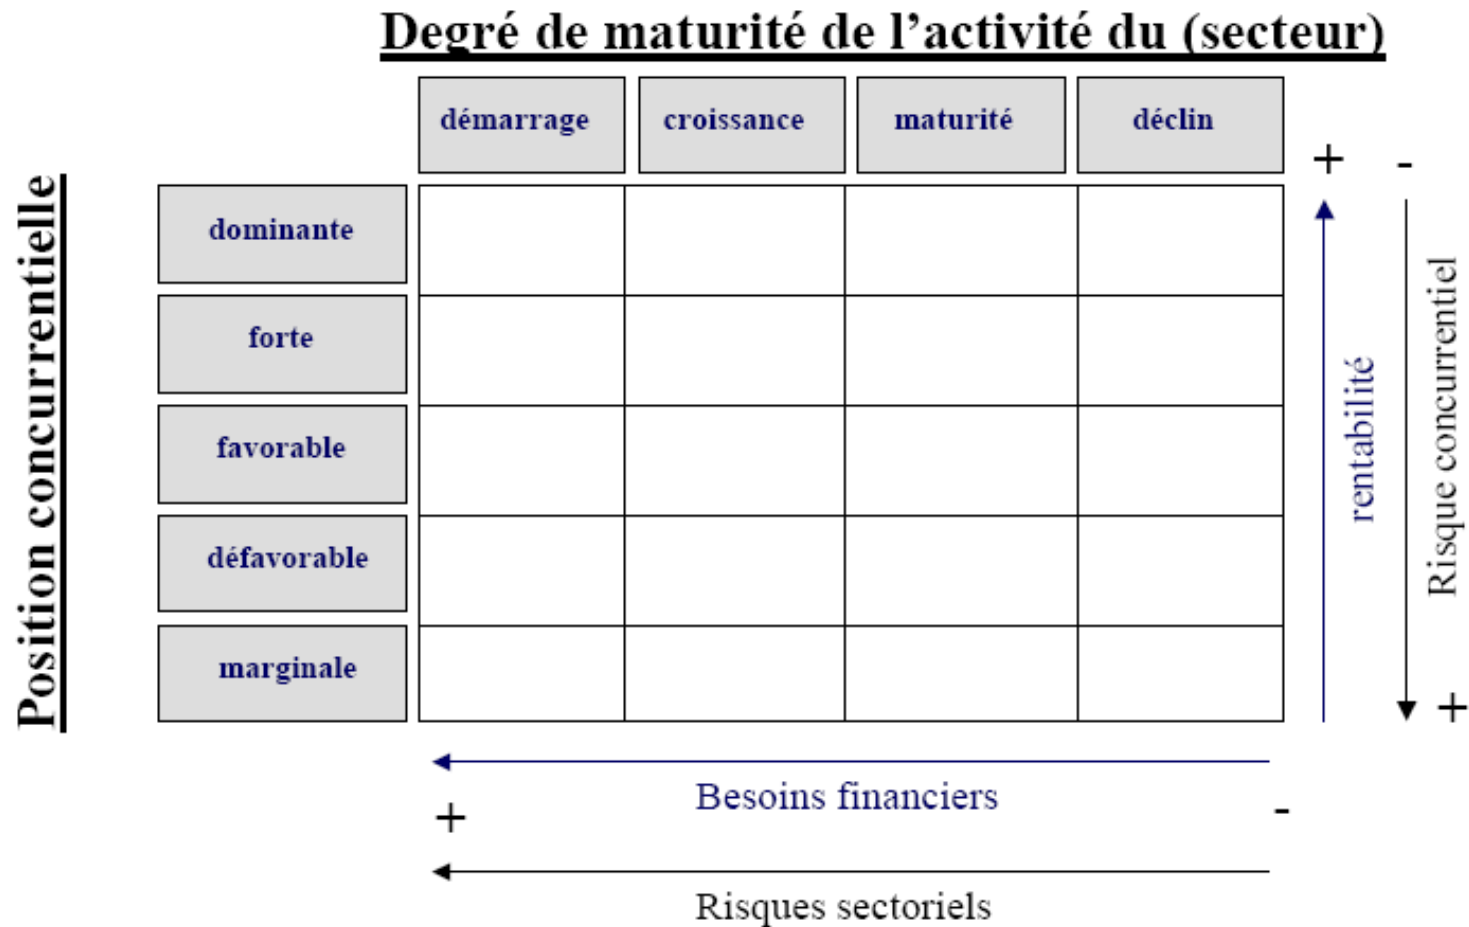 Degré de maturité de l'activité du (secteur)
démarrage
croissance
maturité
déclin
+
-
Position concurrentielle
dominante
forte
favorable
défavorable
marginale
rentabilité
Risque concurrentiel
+
Besoins financiers
+
-
Risques sectoriels